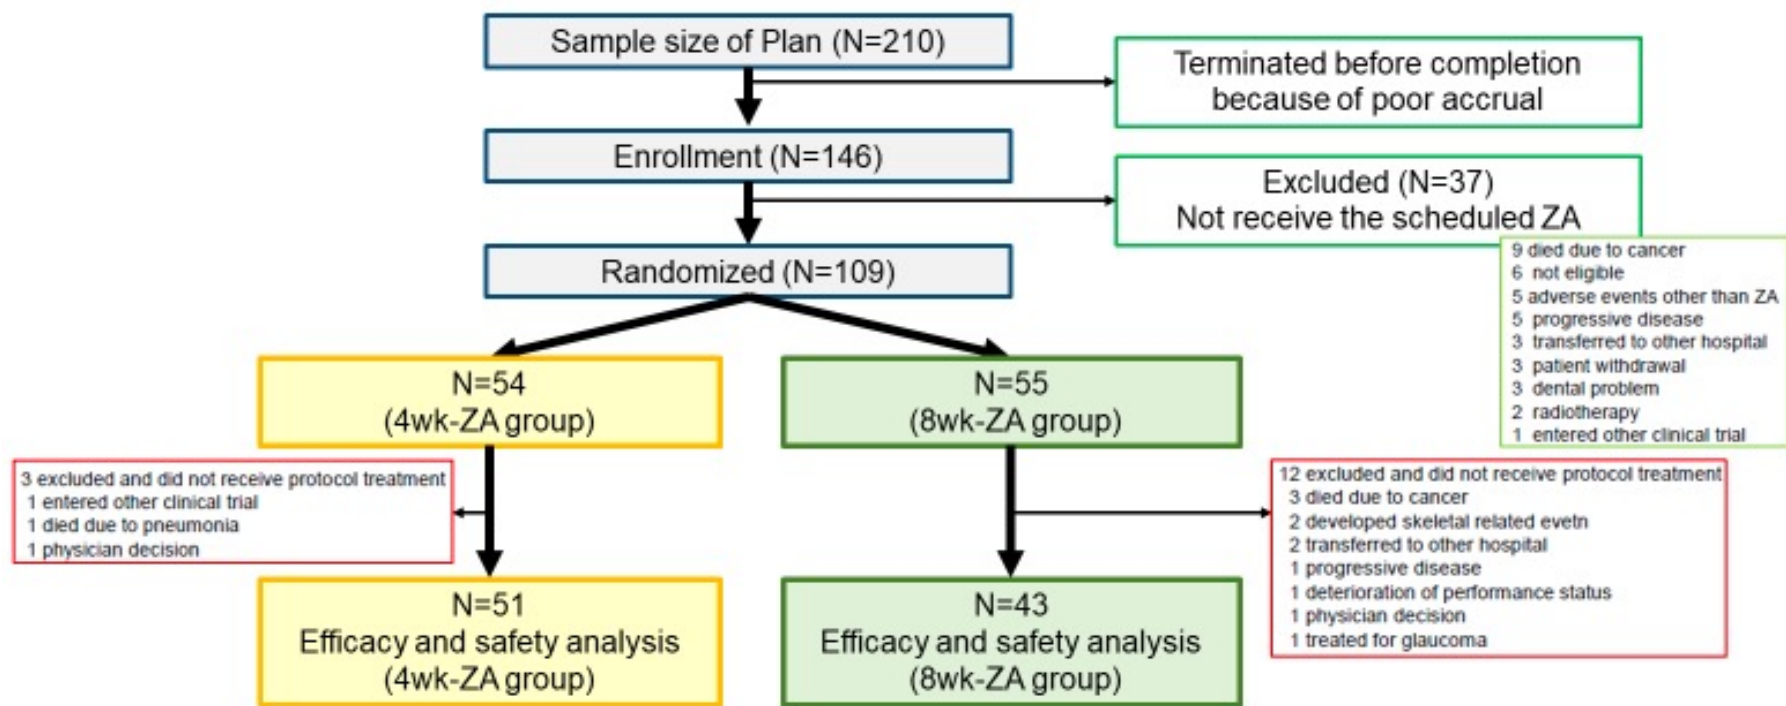 Sample size of Plan (N=210)
Terminated before completion
because of poor accrual
Enrollment (N=146)
Excluded (N=37)
Not receive the scheduled ZA
9 died due to cancer
6 not eligible
5 adverse events other than ZA
5 progressive disease
3 transferred to other hospital
3 patient withdrawal
3 dental problem
2 radiotherapy
1 entered other clinical trial
Randomized (N=109)
N=54
(4wk-ZA group)
N=55
(8wk-ZA group)
3 excluded and did not receive protocol treatment
1 entered other clinical trial
1 died due to pneumonia
1 physician decision
12 excluded and did not receive protocol treatment
3 died due to cancer
2 developed skeletal related evetn
2 transferred to other hospital
1 progressive disease
1 deterioration of performance status
1 physician decision
1 treated for glaucoma
N=51
Efficacy and safety analysis
(4wk-ZA group)
N=43
Efficacy and safety analysis
(8wk-ZA group)